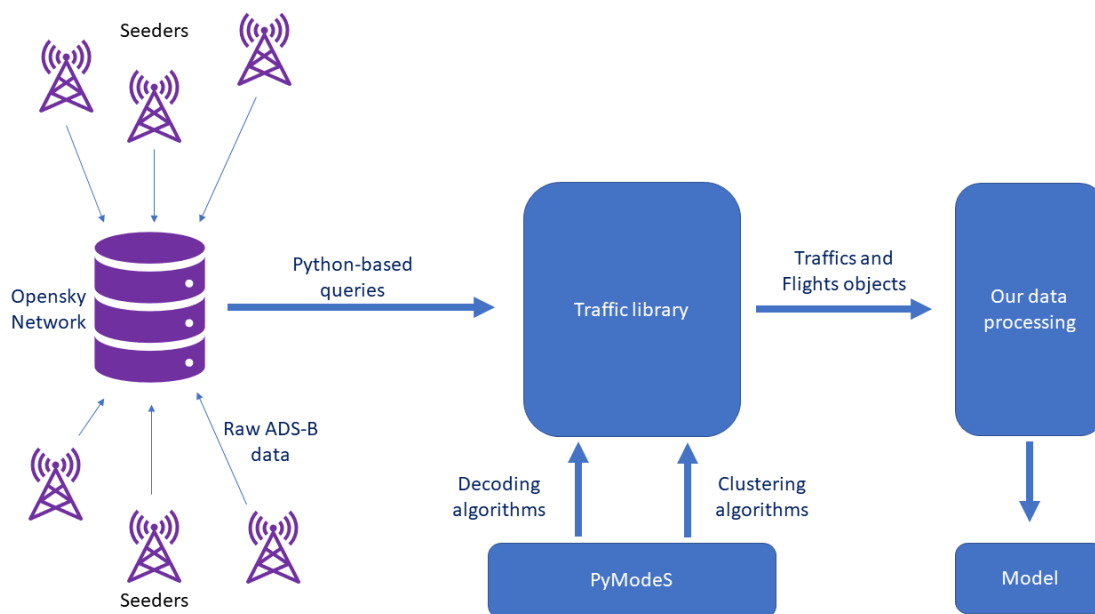 Seeders
Opensky
Network
Python-based
queries
Traffic library
Traffics and
Flights objects
Our data
processing
Raw ADS-B
data
Decoding
algorithms
Clustering
algorithms
PyModeS
Model
Seeders